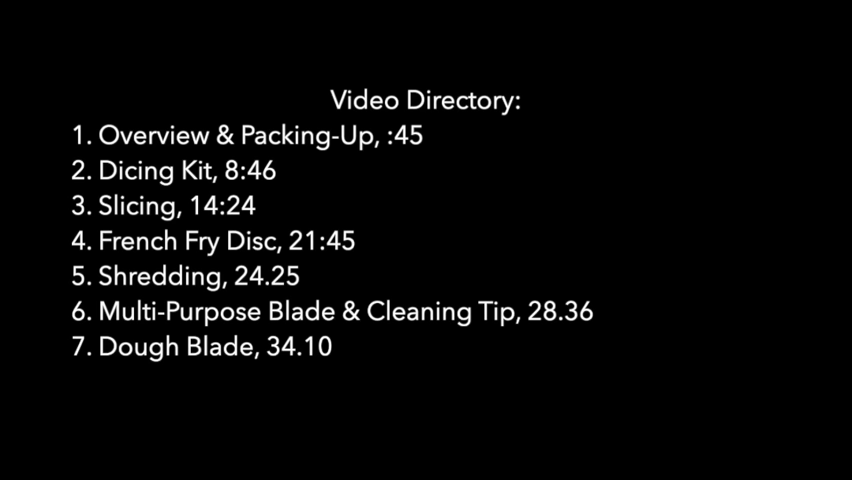 Video Directory:
1. Overview & Packing-Up, :45
2. Dicing Kit, 8:46
3. Slicing, 14:24
4. French Fry Disc, 21:45
5. Shredding, 24.25
6. Multi-Purpose Blade & Cleaning Tip, 28.36
7. Dough Blade, 34.10